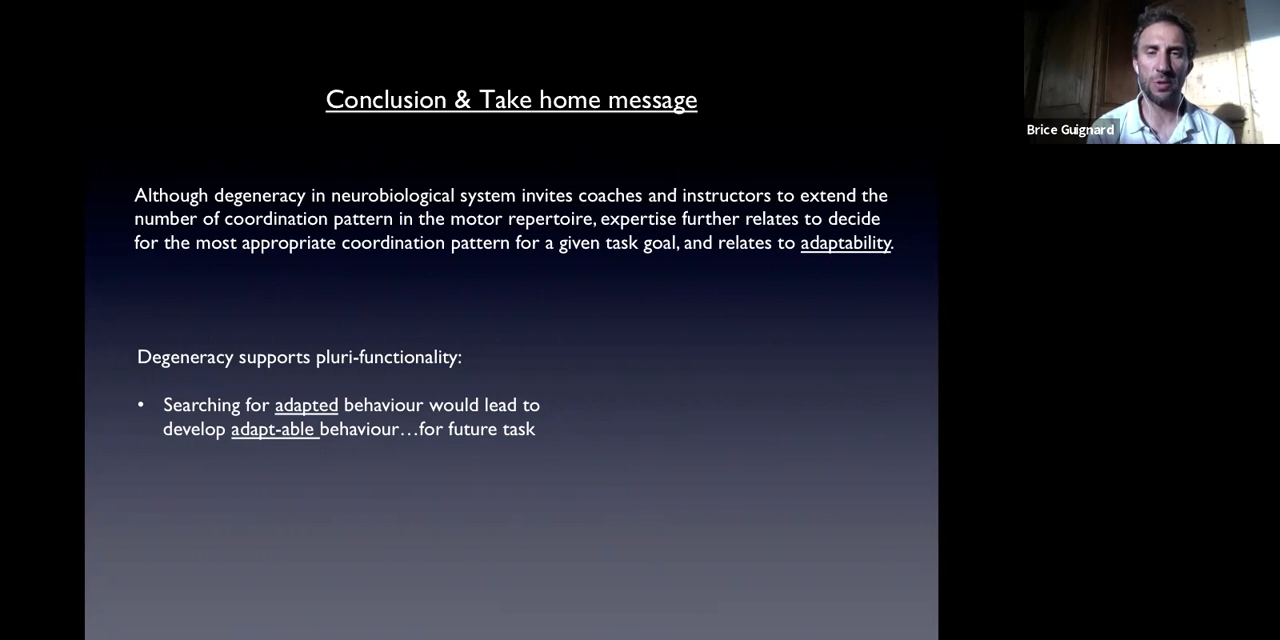 Conclusion & Take home message
Brice Guignard
Although degeneracy in neurobiological system invites coaches and instructors to extend the
number of coordination pattern in the motor repertoire, expertise further relates to decide
for the most appropriate coordination pattern for a given task goal, and relates to adaptability.
Degeneracy supports pluri-functionality:
• Searching for adapted behaviour would lead to
develop adapt-able behaviour…for future task